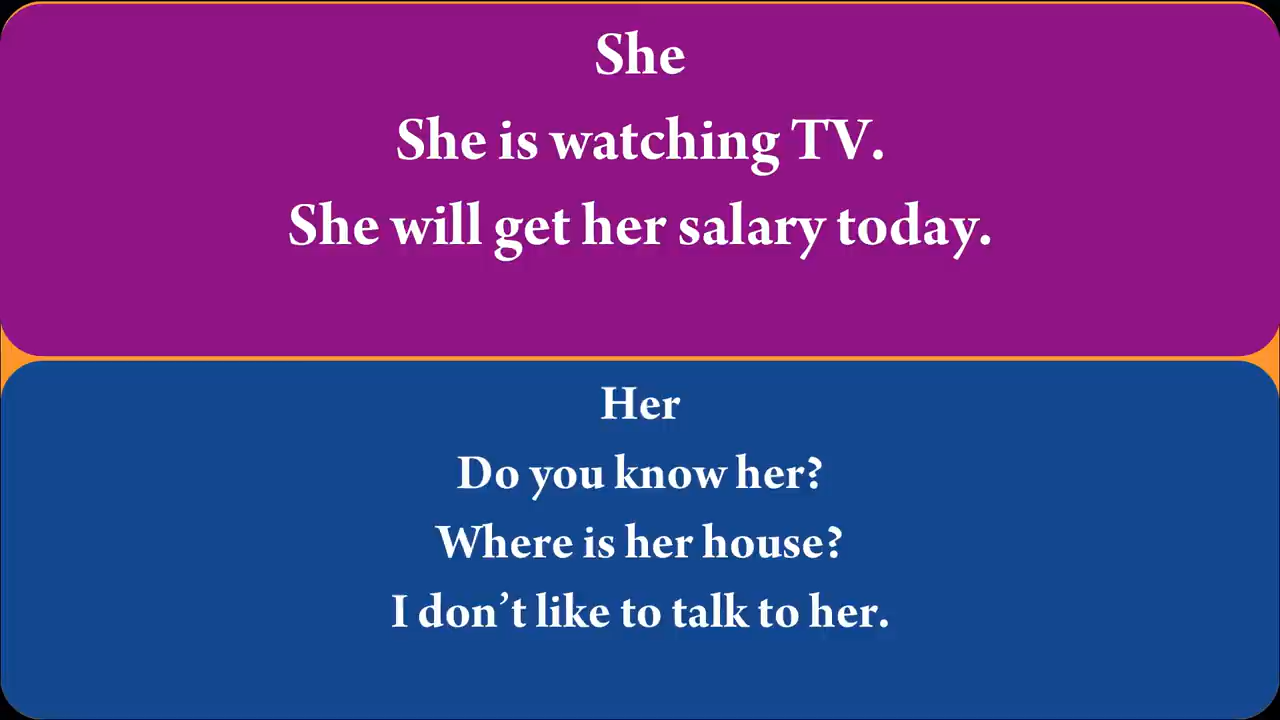 She
She is watching TV.
She will get her salary today.
Her
Do you know her?
Where is her house?
I don’t like to talk to her.